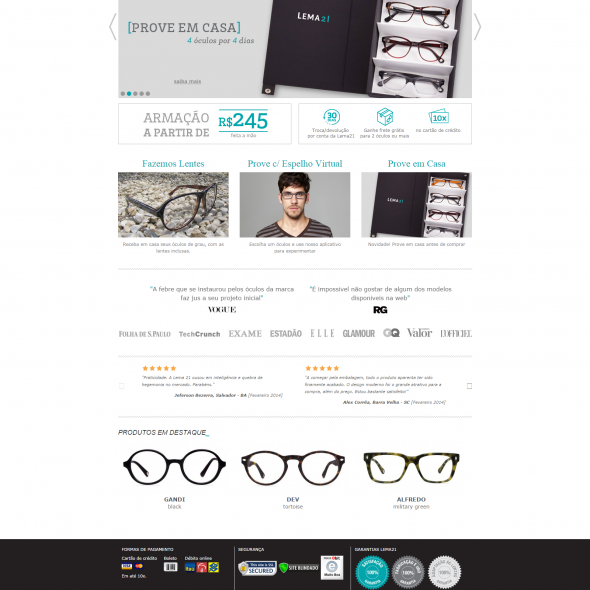 [PROVE EM CASA]
4 óculos por 4 dias
LEMA21
saiba mais
ARMAÇÃO
A PARTIR DE
R$245
feita à mão
30
Troca/devolução
por conta da Lema21
Ganhe frete grátis
para 2 óculos ou mais
10x
no cartão de crédito
Fazemos Lentes
Receba em casa seus óculos de grau, com as
lentes inclusas.
Prove c/ Espelho Virtual
Escolha um óculos e use nosso aplicativo
para experimentar
Prove em Casa
LEMA21
Novidade! Prove em casa antes de comprar
"A febre que se instaurou pelos óculos da marca
faz jus a seu projeto inicial"
VOGUE
"É impossível não gostar de algum dos modelos
disponíveis na web"
RG
FOLHA DE S.PAULO TechCrunch EXAME ESTADÃO ELLE GLAMOUR GQ Valor L'OFFICIEL
"Praticidade. A Lema 21 ousou em inteligência e quebra de
hegemonia no mercado. Parabéns."
Jeferson Bezerra, Salvador - BA [Fevereiro 2014]
"A começar pela embalagem, todo o produto aparenta ter sido
finamente acabado. O design moderno foi o grande atrativo para a
compra, além do preço. Estou bastante satisfeito!"
Alex Corrêa, Barra Velha - SC [Fevereiro 2014]
PRODUTOS EM DESTAQUE_
GANDI
black
DEV
tortoise
ALFREDO
military green
FORMAS DE PAGAMENTO
Cartão de crédito Boleto Débito online
Em até 10x.
SEGURANÇA
SECURED
SITE BLINDADO
e-bit
GARANTIAS LEMA21
100%
100%
100%